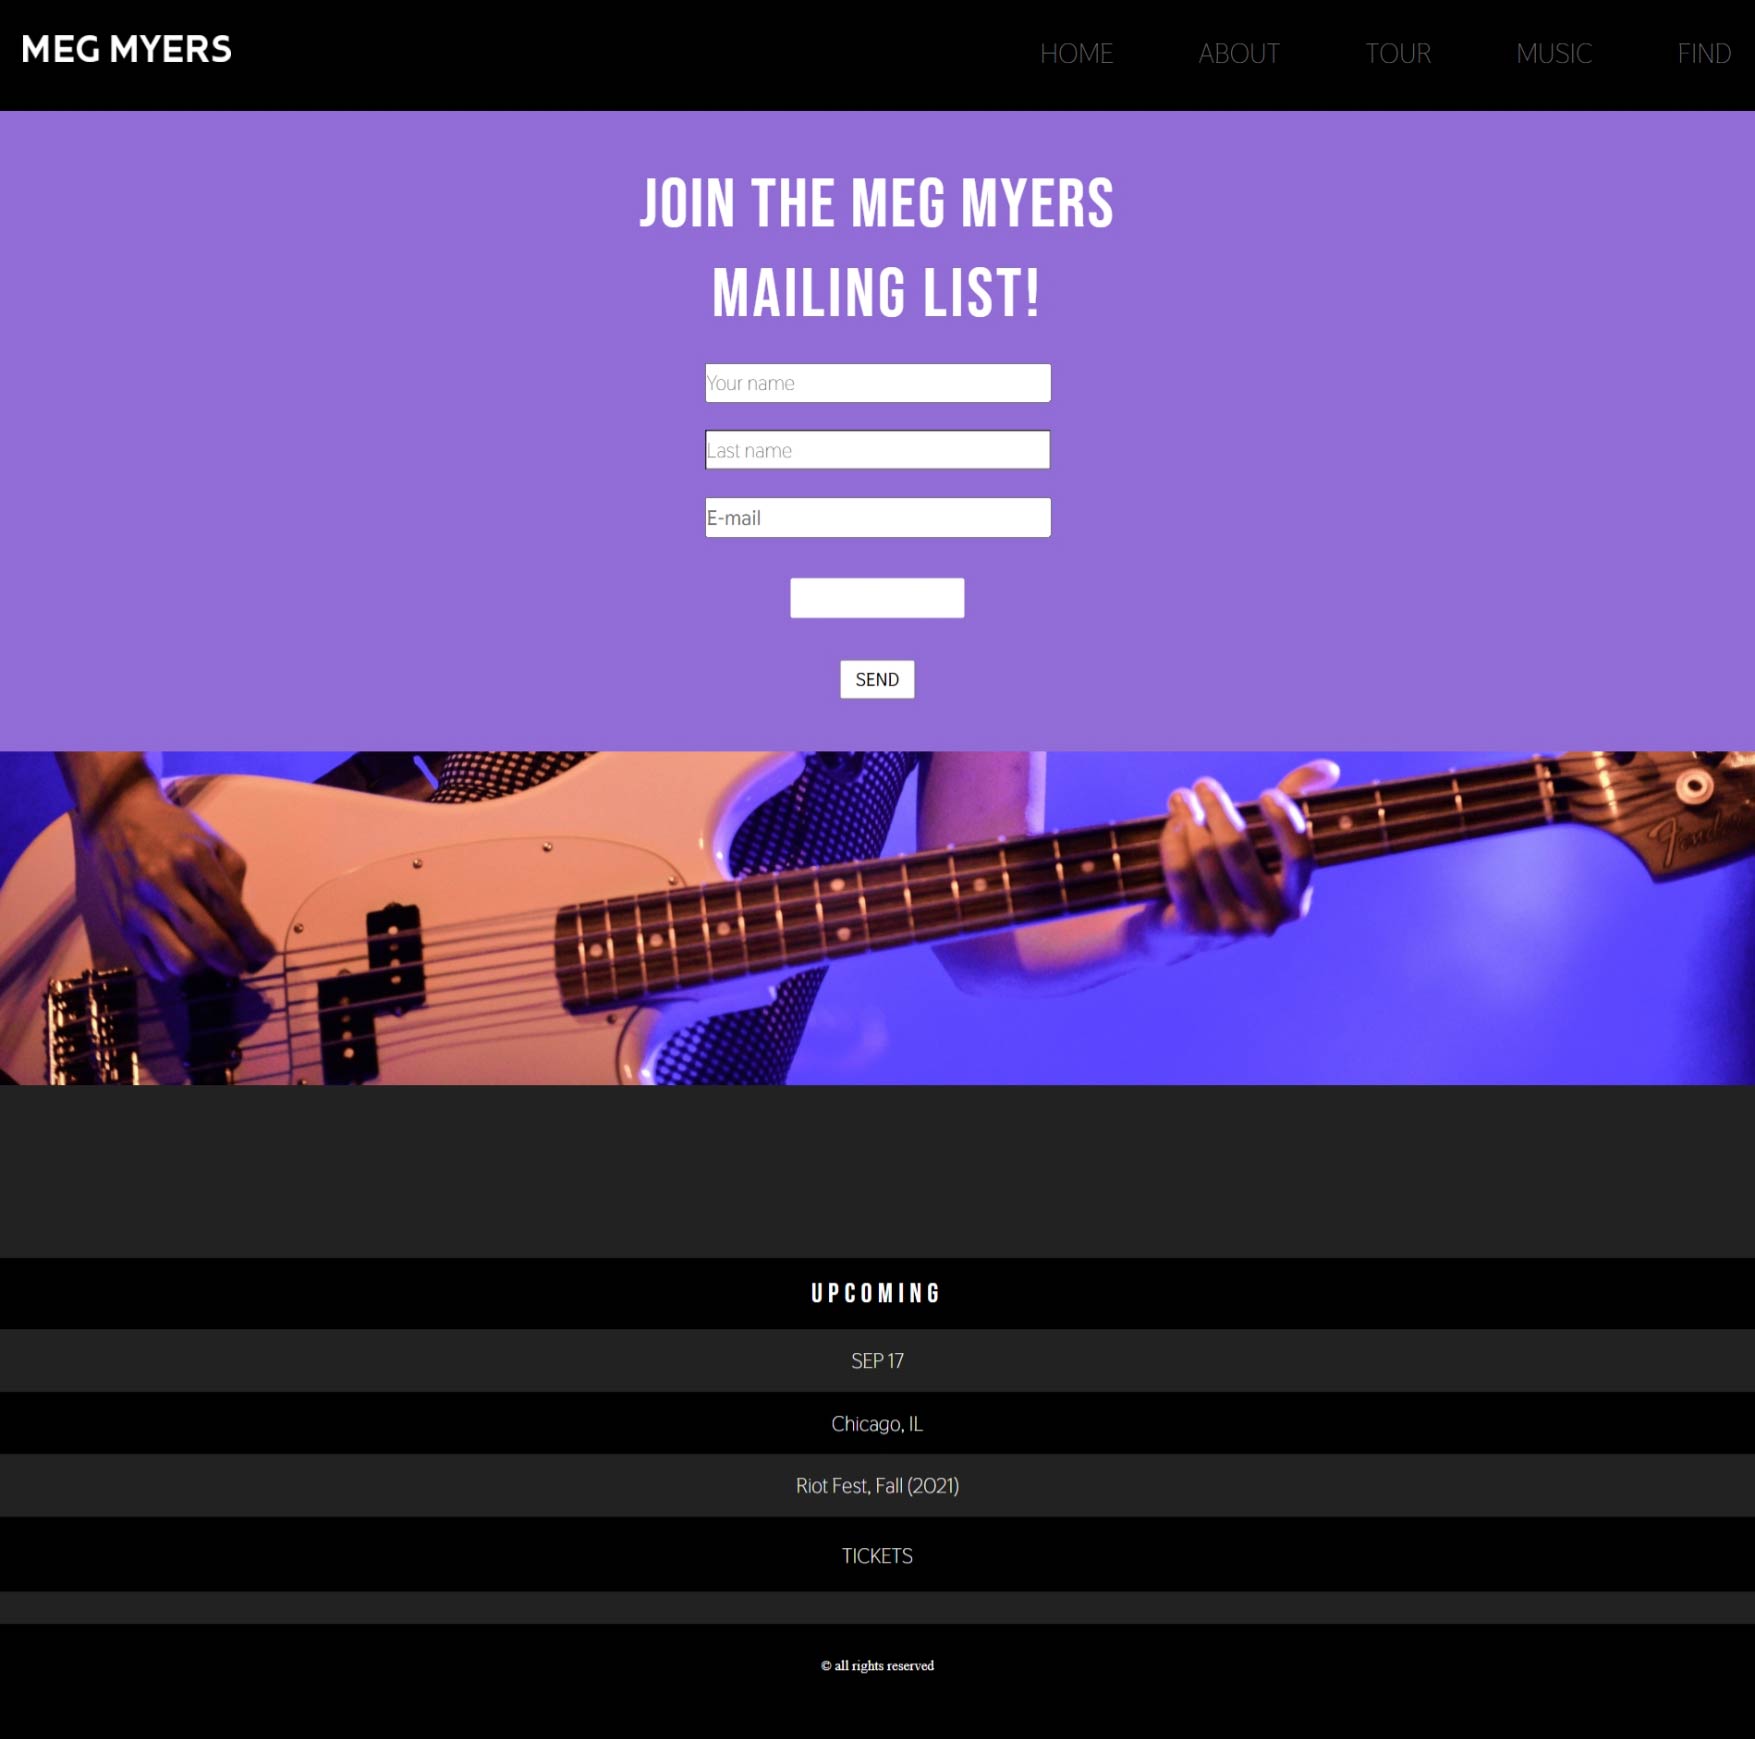 MEG MYERS
HOME ABOUT TOUR MUSIC FIND
JOIN THE MEG MYERS
MAILING LIST!
Your name
Last name
E-mail
SEND
UPCOMING
SEP 17
Chicago, IL
Riot Fest, Fall (2021)
TICKETS
© all rights reserved